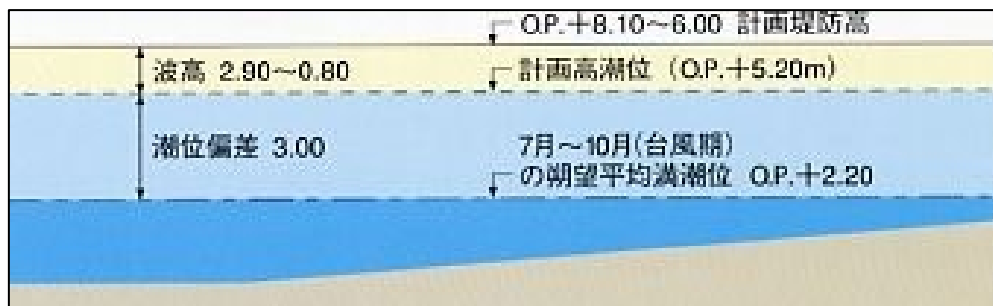 O.P.＋8.10～6.00 計画堤防高
波高 2.90～0.80
計画高潮位（O.P.＋5.20m）
潮位偏差 3.00
7月～10月(台風期)
の朔望平均満潮位 O.P.＋2.20